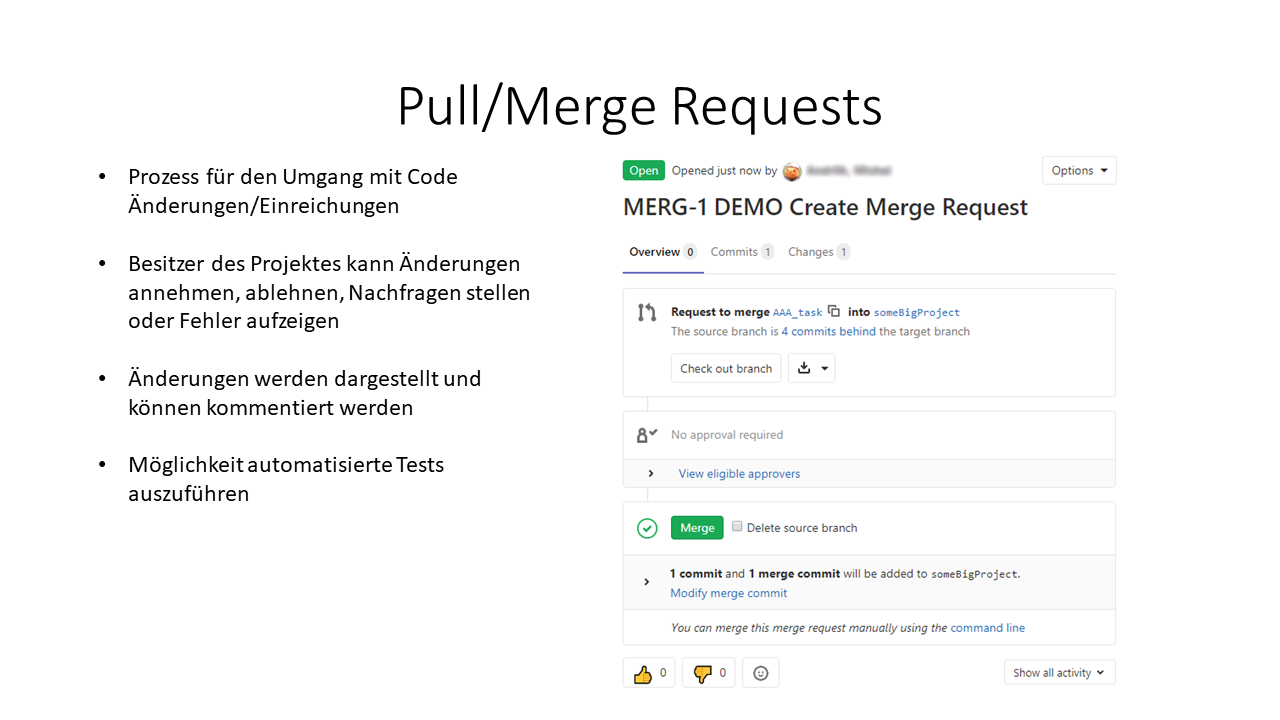 Pull/Merge Requests
• Prozess für den Umgang mit Code
Änderungen/Einreichungen
• Besitzer des Projektes kann Änderungen
annehmen, ablehnen, Nachfragen stellen
oder Fehler aufzeigen
• Änderungen werden dargestellt und
können kommentiert werden
• Möglichkeit automatisierte Tests
auszuführen
Open Opened just now by
Options
MERG-1 DEMO Create Merge Request
Overview 0 Commits 1 Changes 1
Request to merge AAA_task into someBigProject
The source branch is 4 commits behind the target branch
Check out branch
No approval required
View eligible approvers
Merge Delete source branch
1 commit and 1 merge commit will be added to someBigProject.
Modify merge commit
You can merge this merge request manually using the command line
0 0
Show all activity